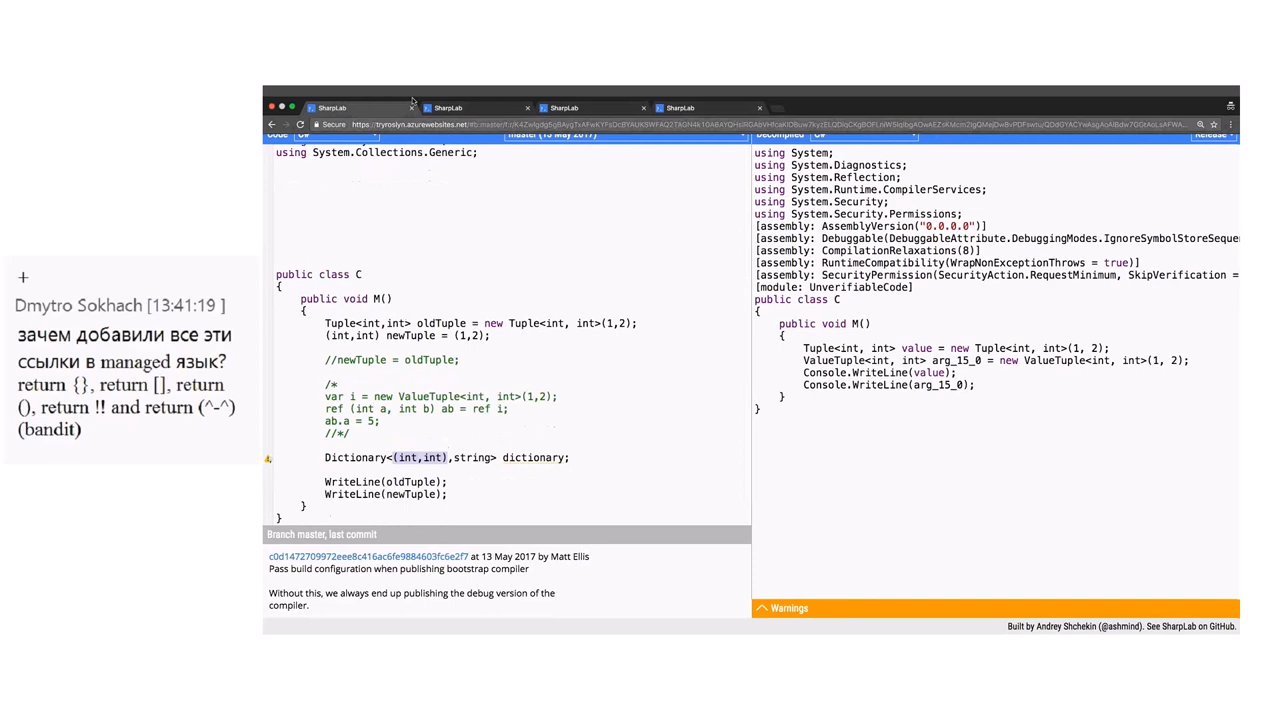 +
Dmytro Sokhach [13:41:19 ]
зачем добавили все эти
ссылки в managed язык?
return {}, return [], return
(), return !! and return (^-^)
(bandit)
SharpLab
SharpLab
SharpLab
SharpLab
Secure
Code C#
master (13 May 2017)
using System.Collections.Generic;
public class C
{
public void M()
{
Tuple<int,int> oldTuple = new Tuple<int, int>(1,2);
(int,int) newTuple = (1,2);
//newTuple = oldTuple;
/*
var i = new ValueTuple<int, int>(1,2);
ref (int a, int b) ab = ref i;
ab.a = 5;
//*/
Dictionary<(int,int),string> dictionary;
WriteLine(oldTuple);
WriteLine(newTuple);
}
}
Branch master, last commit
c0d1472709972eee8c416ac6fe9884603fc6e2f7 at 13 May 2017 by Matt Ellis
Pass build configuration when publishing bootstrap compiler
Without this, we always end up publishing the debug version of the
compiler.
Decompiled C#
Release
using System;
using System.Diagnostics;
using System.Reflection;
using System.Runtime.CompilerServices;
using System.Security;
using System.Security.Permissions;
[assembly: AssemblyVersion("0.0.0.0")]
[assembly: Debuggable(DebuggableAttribute.DebuggingModes.IgnoreSymbolStoreSeque
[assembly: CompilationRelaxations(8)]
[assembly: RuntimeCompatibility(WrapNonExceptionThrows = true)]
[assembly: SecurityPermission(SecurityAction.RequestMinimum, SkipVerification =
[module: UnverifiableCode]
public class C
{
public void M()
{
Tuple<int, int> value = new Tuple<int, int>(1, 2);
ValueTuple<int, int> arg_15_0 = new ValueTuple<int, int>(1, 2);
Console.WriteLine(value);
Console.WriteLine(arg_15_0);
}
}
Warnings
Built by Andrey Shchekin (@ashmind). See SharpLab on GitHub.